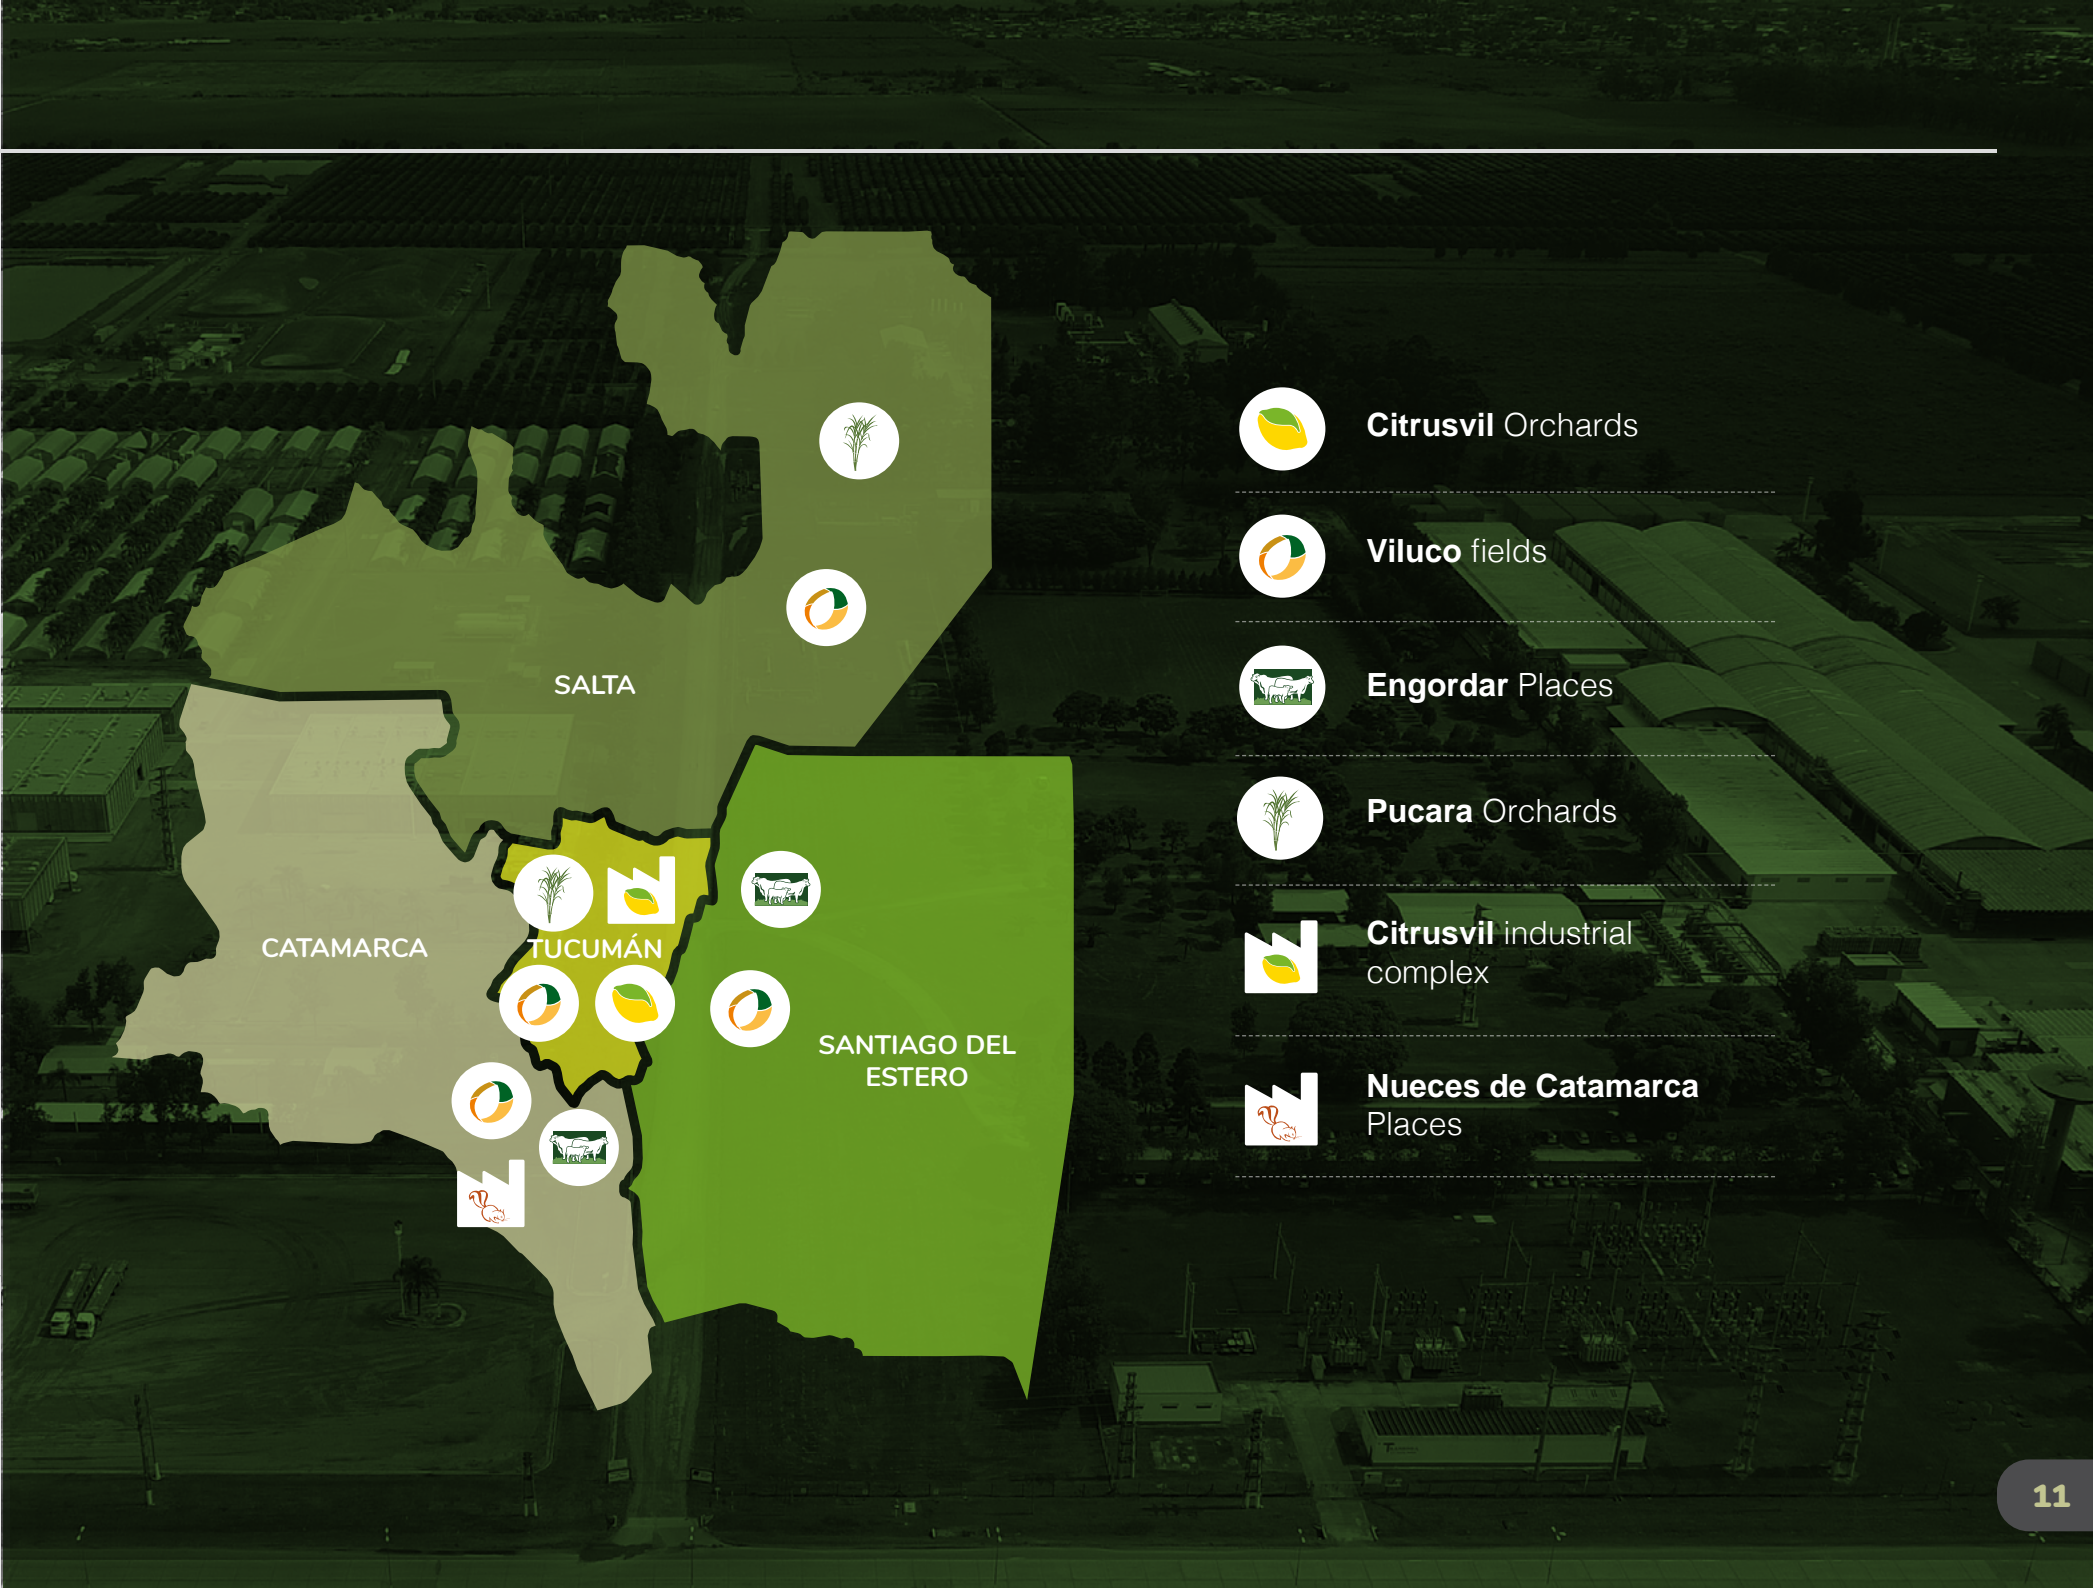 SALTA
CATAMARCA
TUCUMÁN
SANTIAGO DEL
ESTERO
Citrusvil Orchards
Viluco fields
Engordar Places
Pucara Orchards
Citrusvil industrial
complex
Nueces de Catamarca
Places
11